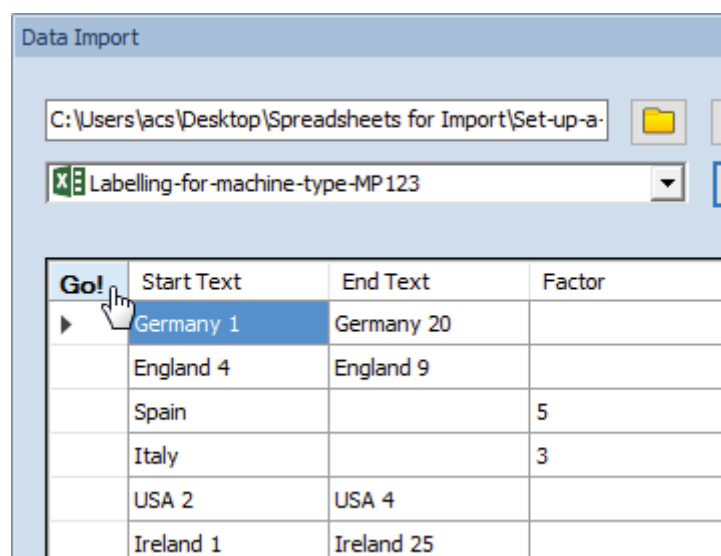 Data Import
C:\Users\acs\Desktop\Spreadsheets for Import\Set-up-a-
Labelling-for-machine-type-MP123
Go! Start Text End Text Factor
Germany 1 Germany 20
England 4 England 9
Spain 5
Italy 3
USA 2 USA 4
Ireland 1 Ireland 25